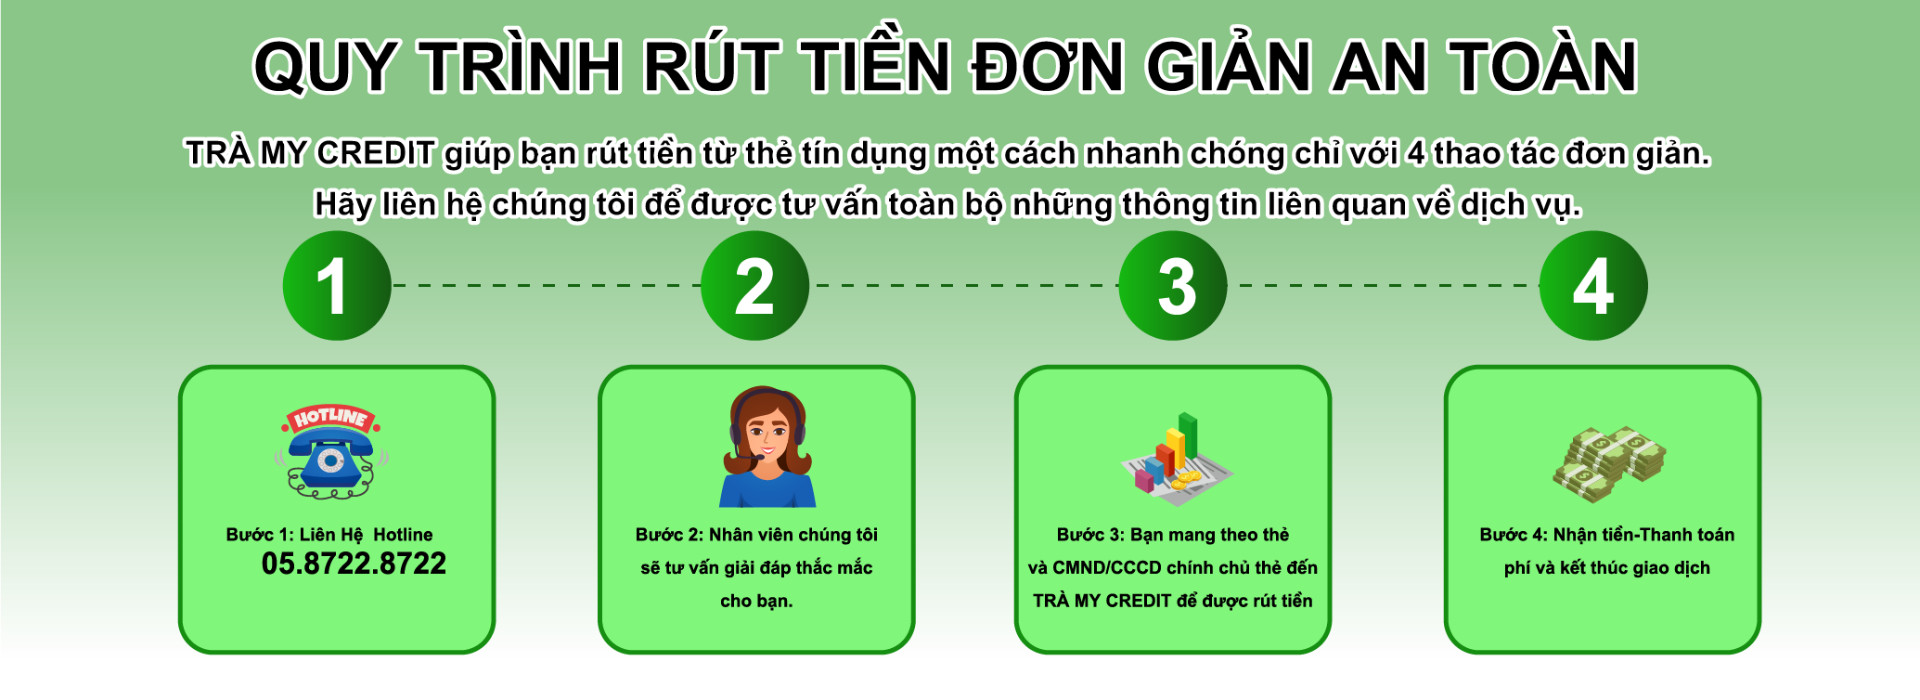 QUY TRÌNH RÚT TIỀN ĐƠN GIẢN AN TOÀN
TRÀ MY CREDIT giúp bạn rút tiền từ thẻ tín dụng một cách nhanh chóng chỉ với 4 thao tác đơn giản.
Hãy liên hệ chúng tôi để được tư vấn toàn bộ những thông tin liên quan về dịch vụ.
1
2
3
4
HOTLINE
Bước 1: Liên Hệ Hotline
05.8722.8722
Bước 2: Nhân viên chúng tôi
sẽ tư vấn giải đáp thắc mắc
cho bạn.
Bước 3: Bạn mang theo thẻ
và CMND/CCCD chính chủ thẻ đến
TRÀ MY CREDIT để được rút tiền
Bước 4: Nhận tiền-Thanh toán
phí và kết thúc giao dịch